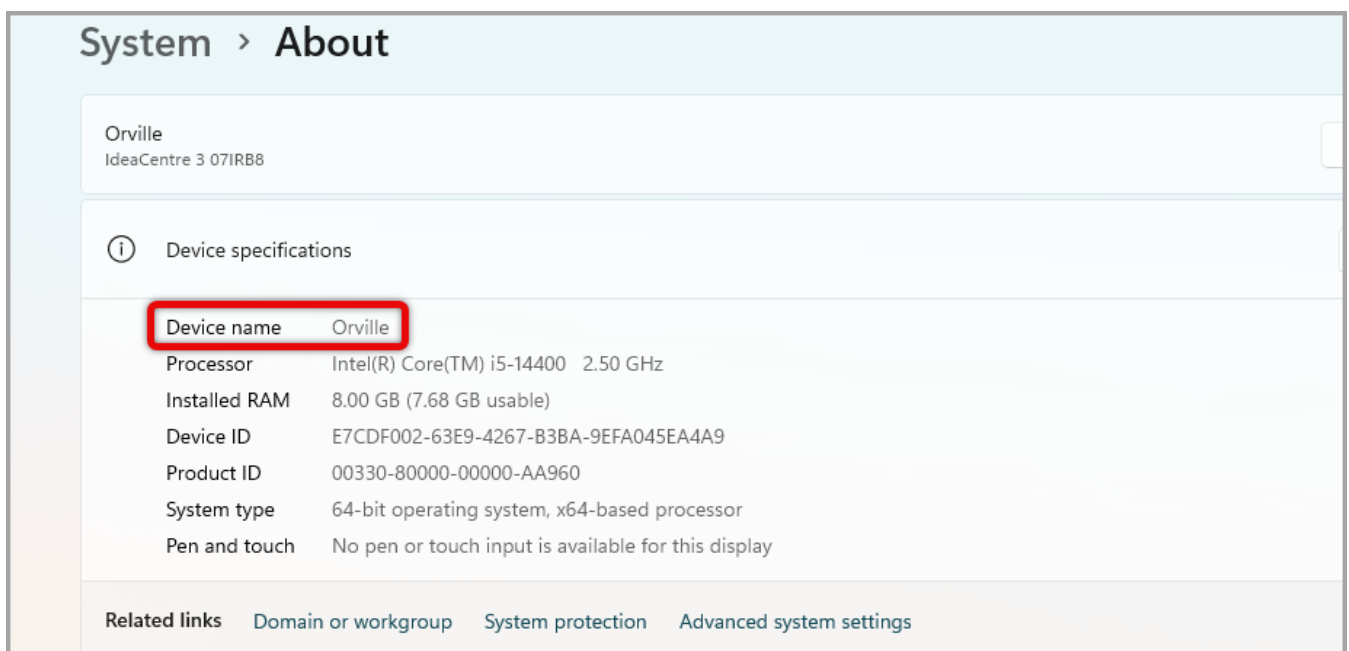 System > About
Orville
IdeaCentre 3 07IRB8
Device specifications
Device name Orville
Processor Intel(R) Core(TM) i5-14400 2.50 GHz
Installed RAM 8.00 GB (7.68 GB usable)
Device ID E7CDF002-63E9-4267-B3BA-9EFA045EA4A9
Product ID 00330-80000-00000-AA960
System type 64-bit operating system, x64-based processor
Pen and touch No pen or touch input is available for this display
Related links Domain or workgroup System protection Advanced system settings